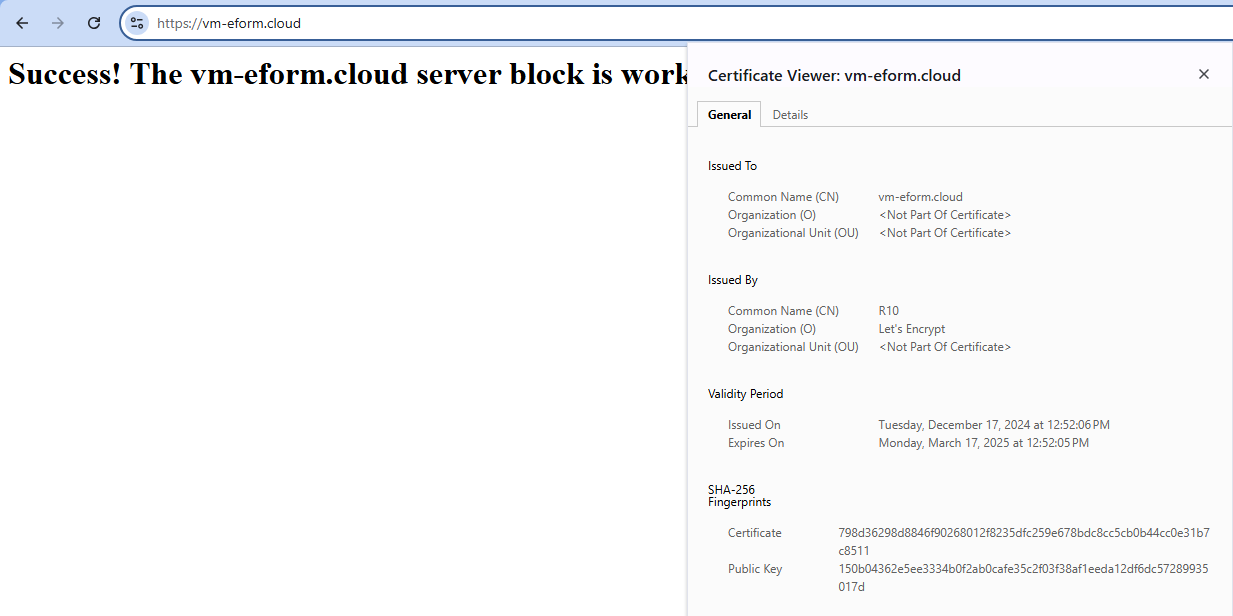 https://vm-eform.cloud
Success! The vm-eform.cloud server block is work
Certificate Viewer: vm-eform.cloud
General Details
Issued To
Common Name (CN) vm-eform.cloud
Organization (O) <Not Part Of Certificate>
Organizational Unit (OU) <Not Part Of Certificate>
Issued By
Common Name (CN) R10
Organization (O) Let's Encrypt
Organizational Unit (OU) <Not Part Of Certificate>
Validity Period
Issued On Tuesday, December 17, 2024 at 12:52:06 PM
Expires On Monday, March 17, 2025 at 12:52:05 PM
SHA-256
Fingerprints
Certificate 798d36298d8846f90268012f8235dfc259e678bdc8cc5cb0b44cc0e31b7
c8511
Public Key 150b04362e5ee3334b0f2ab0cafe35c2f03f38af1eeda12df6dc57289935
017d